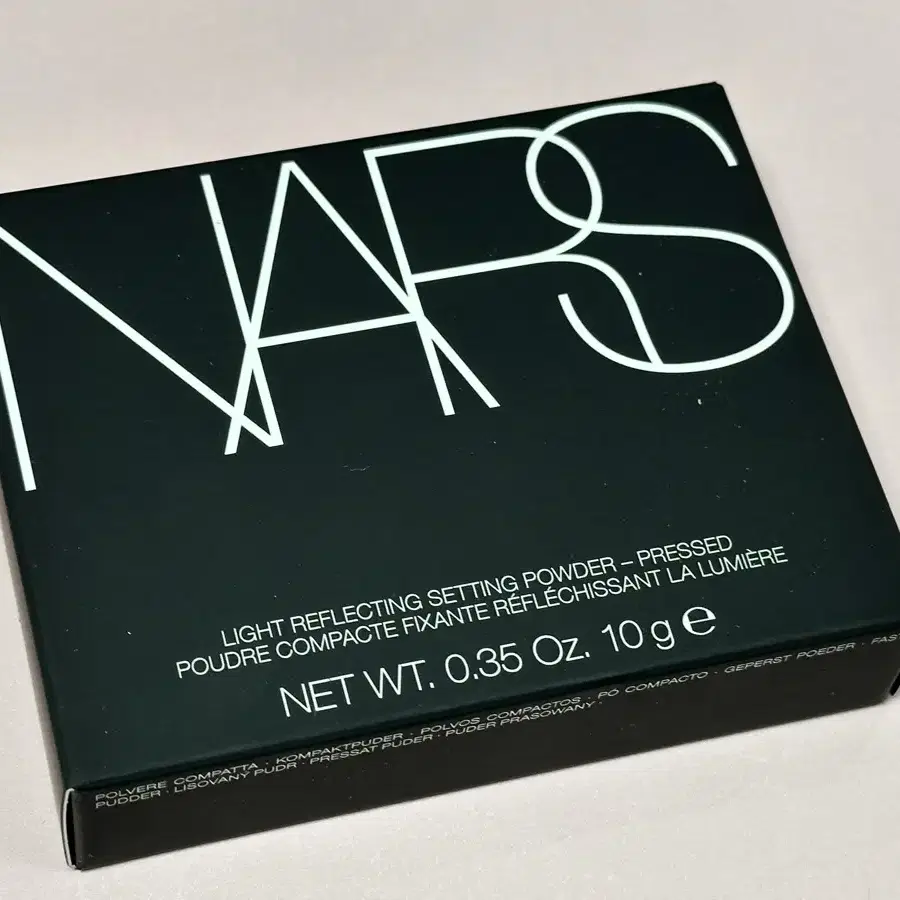 NARS
LIGHT REFLECTING SETTING POWDER – PRESSED
POUDRE COMPACTE FIXANTE RÉFLÉCHISSANT LA LUMIÈRE
NET WT. 0.35 Oz. 10 g ℮
POLVERE COMPATTA · KOMPAKTPUDER · POLVOS COMPACTOS · PÓ COMPACTO · GEPERST POEDER · FAST
PUDDER · LISOVANÝ PUDR · PRESSAT PUDER · PUDER PRASOWANY ·